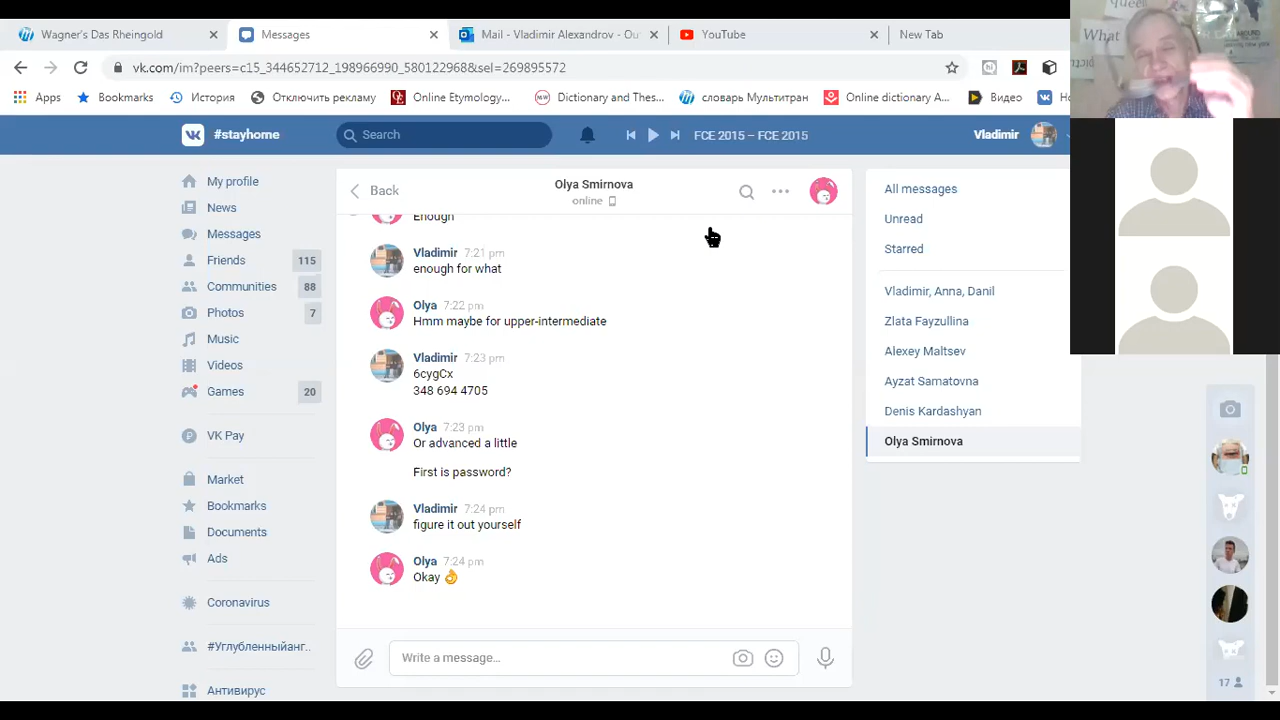 Wagner's Das Rheingold
Messages
Mail - Vladimir Alexandrov - Ou
YouTube
New Tab
vk.com/im?peers=c15_344652712_198966990_580122968&sel=269895572
Apps
Bookmarks
История
Отключить рекламу
Online Etymology...
Dictionary and Thes...
словарь Мультитран
Online dictionary A...
Видео
Но
#stayhome
Search
FCE 2015 – FCE 2015
Vladimir
My profile
News
Messages
Friends 115
Communities 88
Photos 7
Music
Videos
Games 20
VK Pay
Market
Bookmarks
Documents
Ads
Coronavirus
#Углубленныйанг..
Антивирус
Back
Olya Smirnova
online
Enough
Vladimir 7:21 pm
enough for what
Olya 7:22 pm
Hmm maybe for upper-intermediate
Vladimir 7:23 pm
6cygCx
348 694 4705
Olya 7:23 pm
Or advanced a little
First is password?
Vladimir 7:24 pm
figure it out yourself
Olya 7:24 pm
Okay 👌
Write a message...
All messages
Unread
Starred
Vladimir, Anna, Danil
Zlata Fayzullina
Alexey Maltsev
Ayzat Samatovna
Denis Kardashyan
Olya Smirnova
What
17